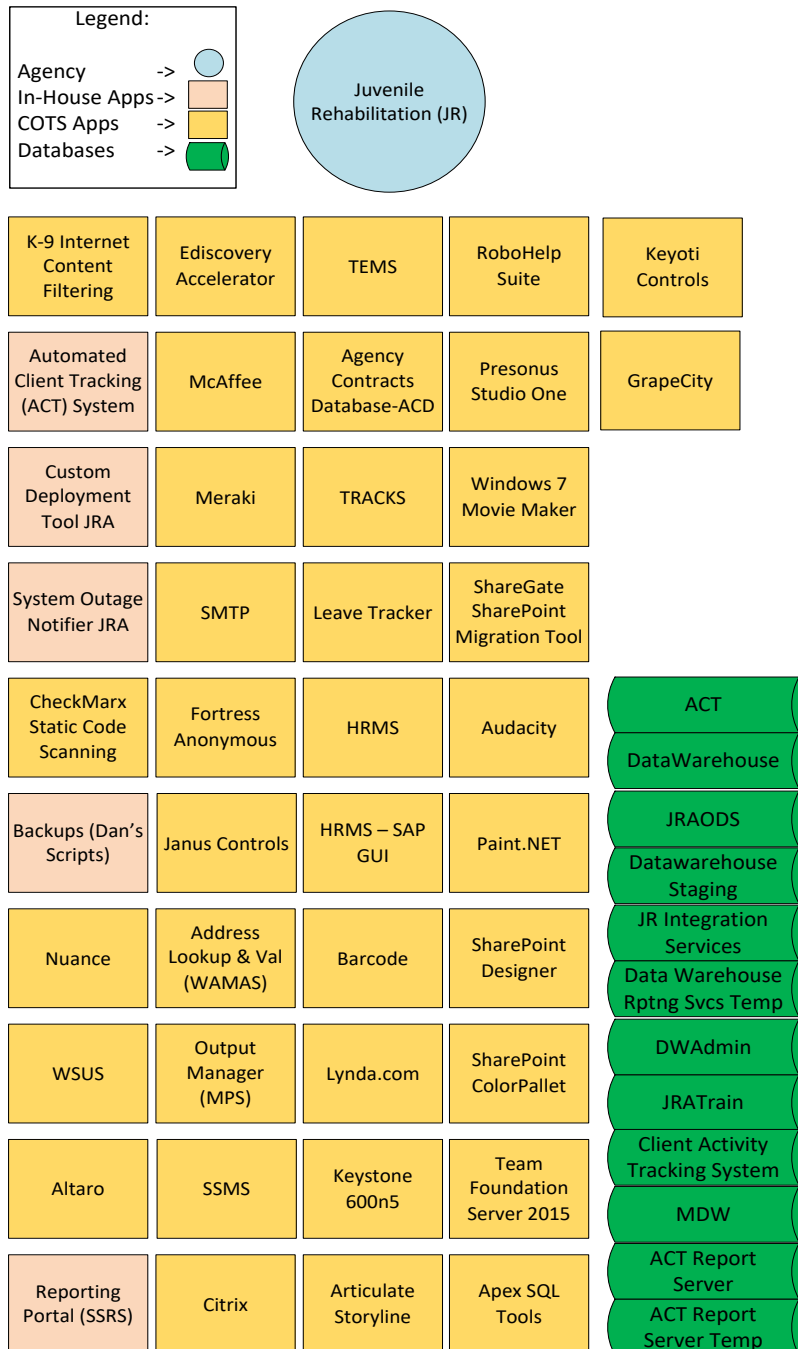 Legend:
Agency ->
In-House Apps->
COTS Apps ->
Databases ->
Juvenile
Rehabilitation (JR)
K-9 Internet
Content
Filtering
Ediscovery
Accelerator
TEMS
RoboHelp
Suite
Keyoti
Controls
Automated
Client Tracking
(ACT) System
McAffee
Agency
Contracts
Database-ACD
Presonus
Studio One
GrapeCity
Custom
Deployment
Tool JRA
Meraki
TRACKS
Windows 7
Movie Maker
System Outage
Notifier JRA
SMTP
Leave Tracker
ShareGate
SharePoint
Migration Tool
CheckMarx
Static Code
Scanning
Fortress
Anonymous
HRMS
Audacity
ACT
DataWarehouse
Backups (Dan's
Scripts)
Janus Controls
HRMS – SAP
GUI
Paint.NET
JRAODS
Datawarehouse
Staging
Nuance
Address
Lookup & Val
(WAMAS)
Barcode
SharePoint
Designer
JR Integration
Services
Data Warehouse
Rptng Svcs Temp
WSUS
Output
Manager
(MPS)
Lynda.com
SharePoint
ColorPallet
DWAdmin
JRATrain
Altaro
SSMS
Keystone
600n5
Team
Foundation
Server 2015
Client Activity
Tracking System
MDW
Reporting
Portal (SSRS)
Citrix
Articulate
Storyline
Apex SQL
Tools
ACT Report
Server
ACT Report
Server Temp